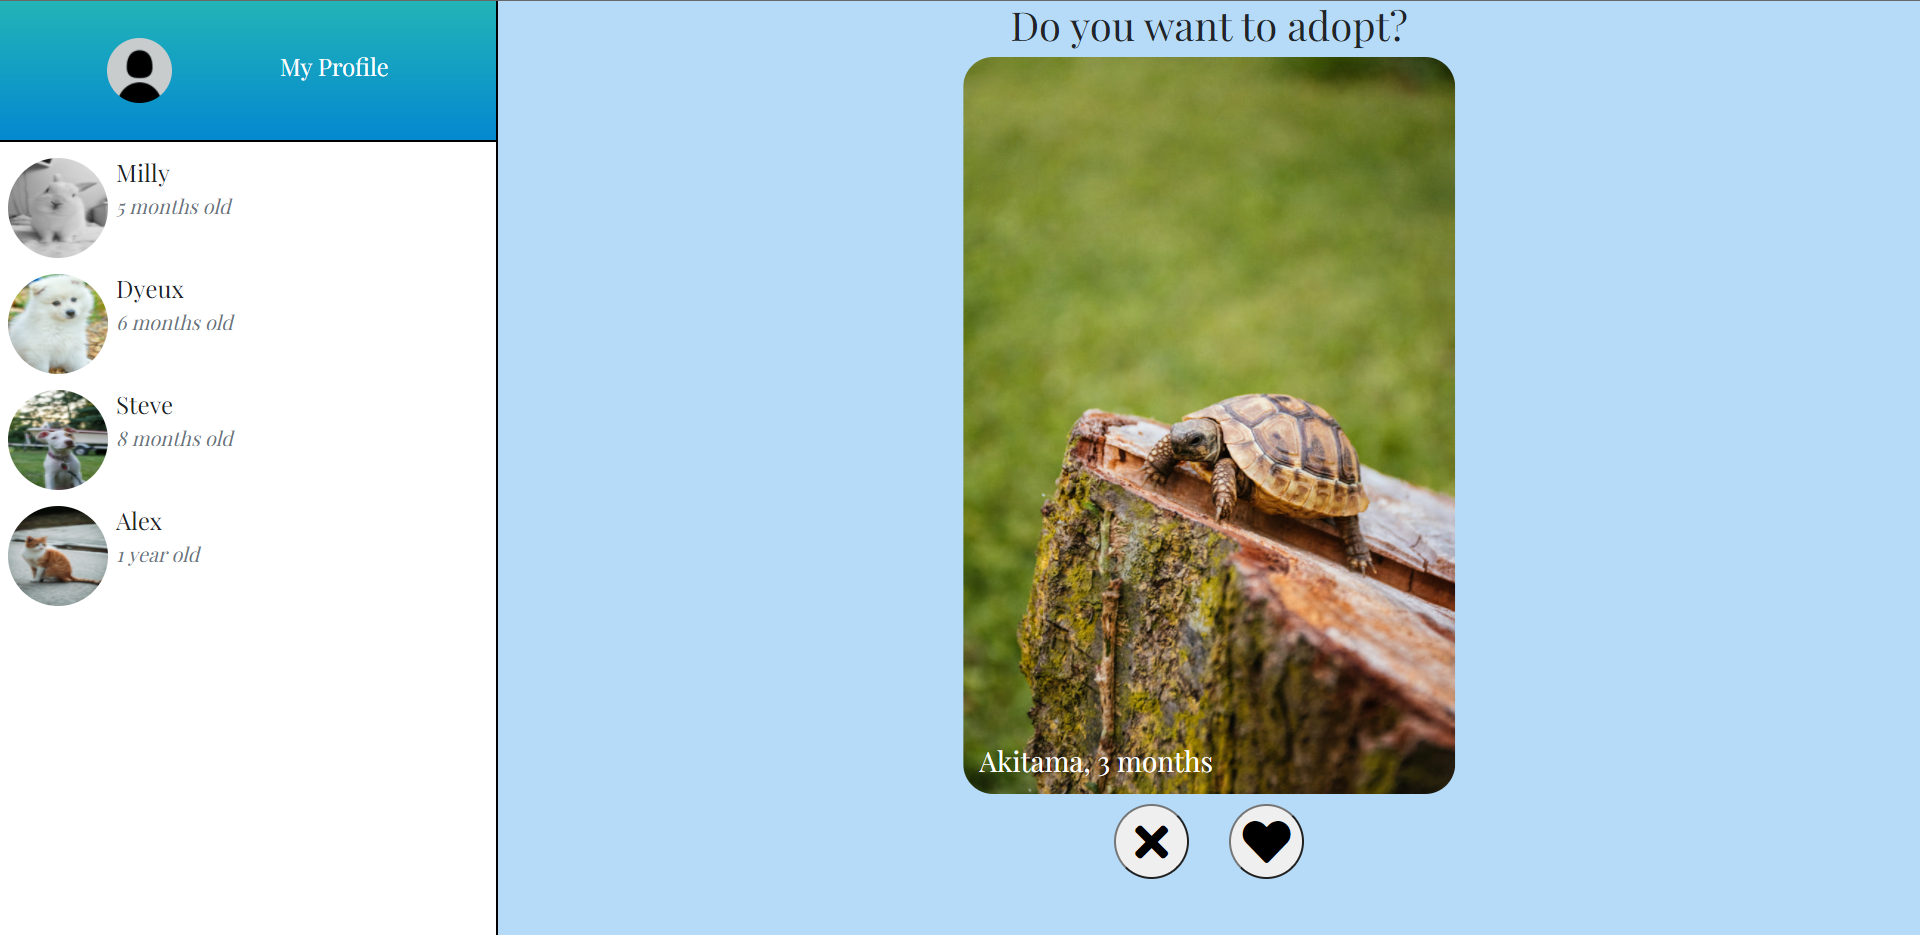 My Profile
Milly
5 months old
Dyeux
6 months old
Steve
8 months old
Alex
1 year old
Do you want to adopt?
Akitama, 3 months